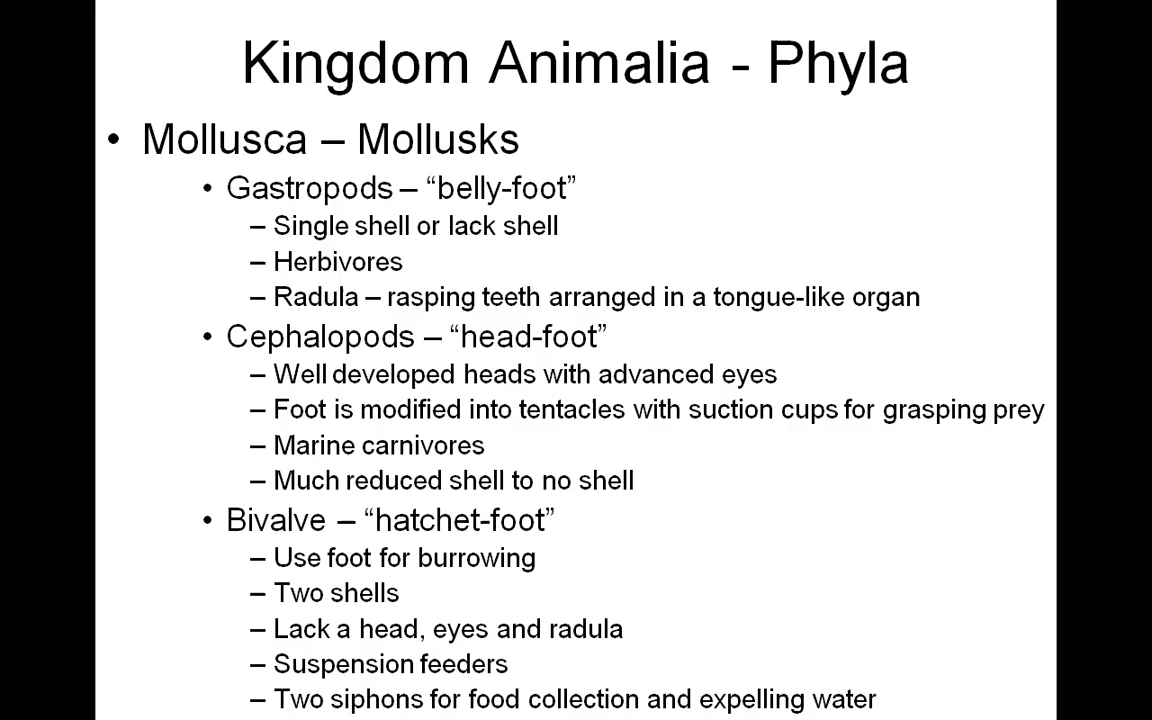 Kingdom Animalia - Phyla
• Mollusca – Mollusks
• Gastropods – “belly-foot”
– Single shell or lack shell
– Herbivores
– Radula – rasping teeth arranged in a tongue-like organ
• Cephalopods – “head-foot”
– Well developed heads with advanced eyes
– Foot is modified into tentacles with suction cups for grasping prey
– Marine carnivores
– Much reduced shell to no shell
• Bivalve – “hatchet-foot”
– Use foot for burrowing
– Two shells
– Lack a head, eyes and radula
– Suspension feeders
– Two siphons for food collection and expelling water